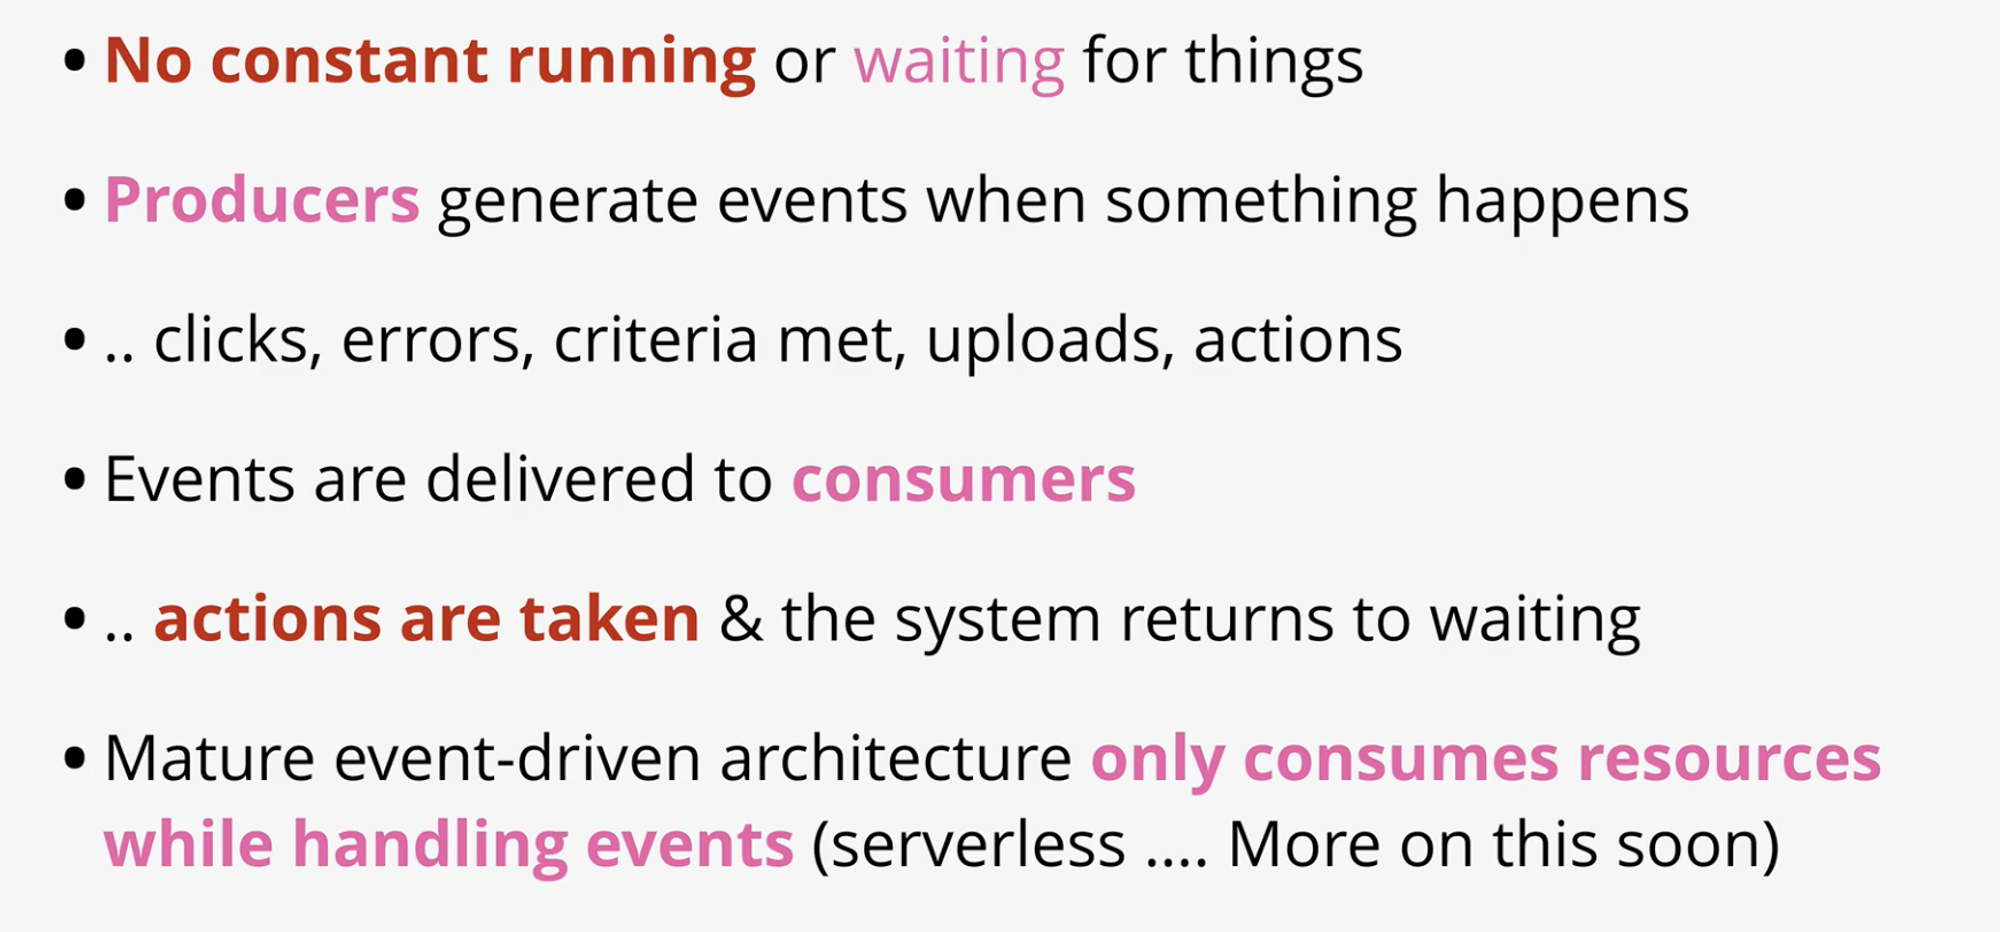 • No constant running or waiting for things
• Producers generate events when something happens
• .. clicks, errors, criteria met, uploads, actions
• Events are delivered to consumers
• .. actions are taken & the system returns to waiting
• Mature event-driven architecture only consumes resources
while handling events (serverless .... More on this soon)